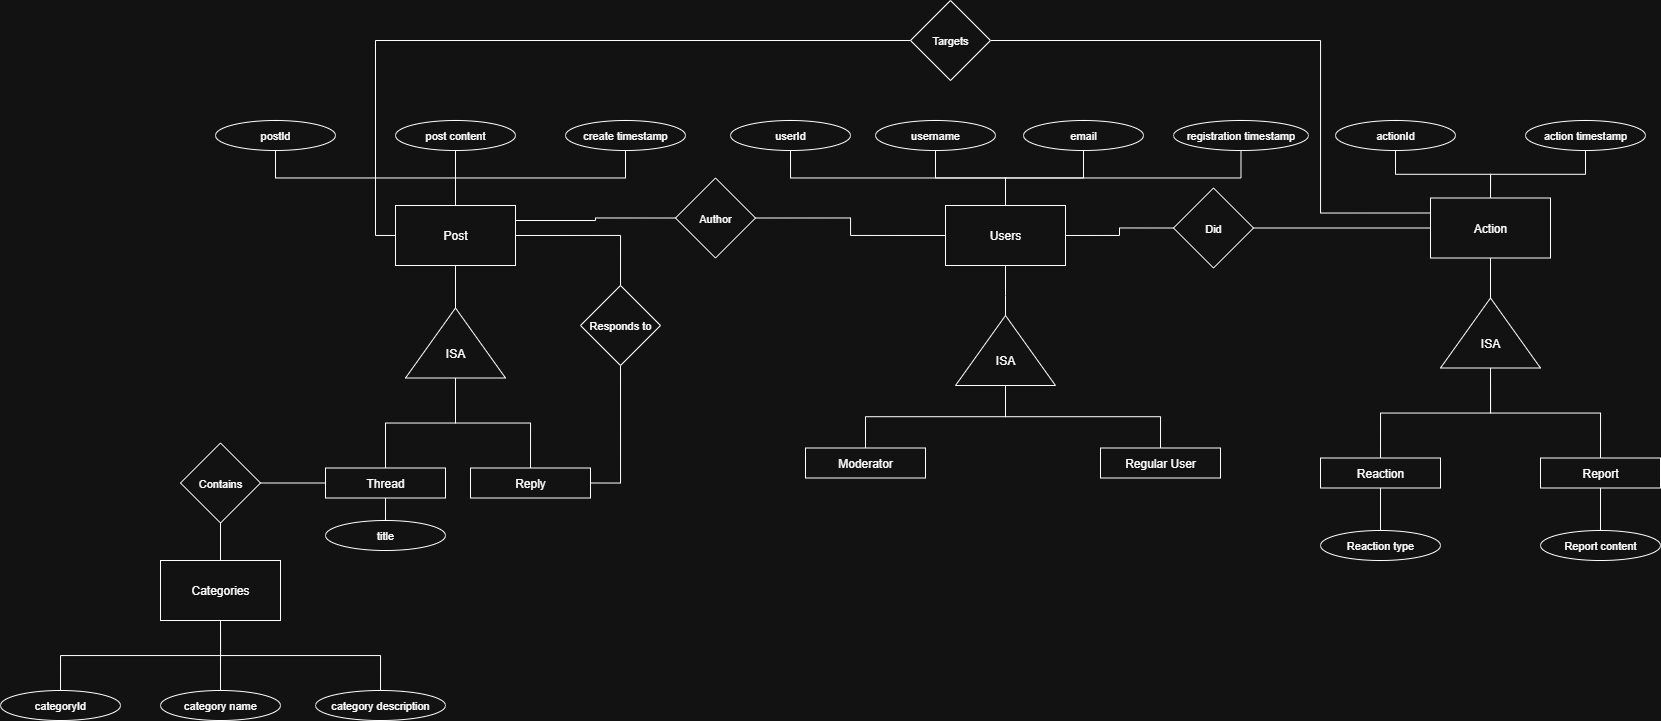 Targets
postId
post content
create timestamp
userId
username
email
registration timestamp
actionId
action timestamp
Post
Author
Users
Did
Action
Responds to
ISA
ISA
ISA
Contains
Thread
Reply
Moderator
Regular User
Reaction
Report
title
Reaction type
Report content
Categories
categoryId
category name
category description